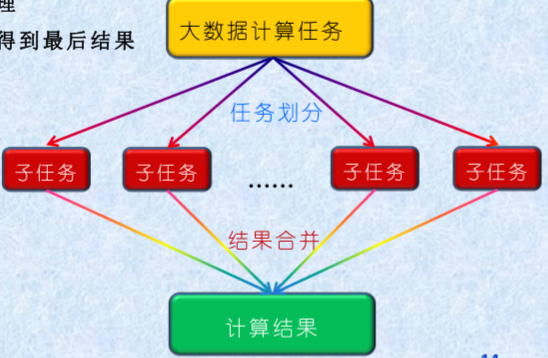 理
得到最后结果
大数据计算任务
任务划分
子任务
子任务
……
子任务
子任务
结果合并
计算结果